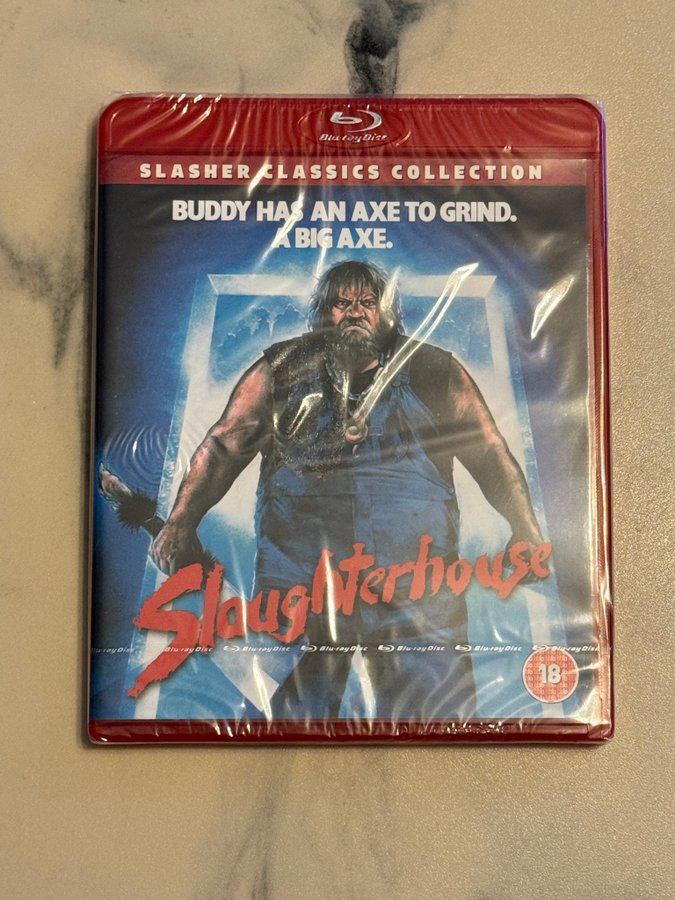 Blu-ray Disc
SLASHER CLASSICS COLLECTION
BUDDY HAS AN AXE TO GRIND.
A BIG AXE.
Slaughterhouse
Blu-ray Disc Blu-ray Disc Blu-ray Disc Blu-ray Disc Blu-ray Disc Blu-ray Disc
18